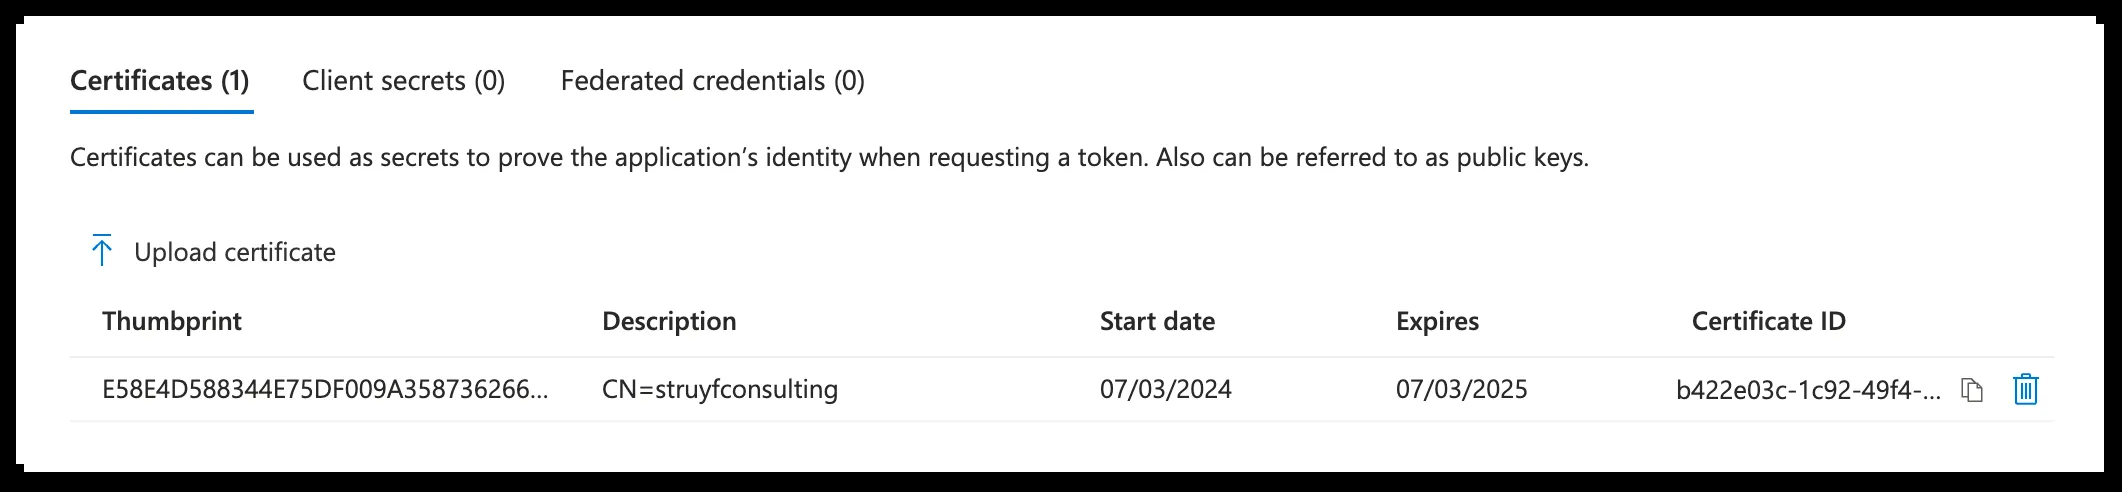 Certificates (1) Client secrets (0) Federated credentials (0)
Certificates can be used as secrets to prove the application’s identity when requesting a token. Also can be referred to as public keys.
Upload certificate
Thumbprint Description Start date Expires Certificate ID
E58E4D588344E75DF009A358736266... CN=struyfconsulting 07/03/2024 07/03/2025 b422e03c-1c92-49f4-...